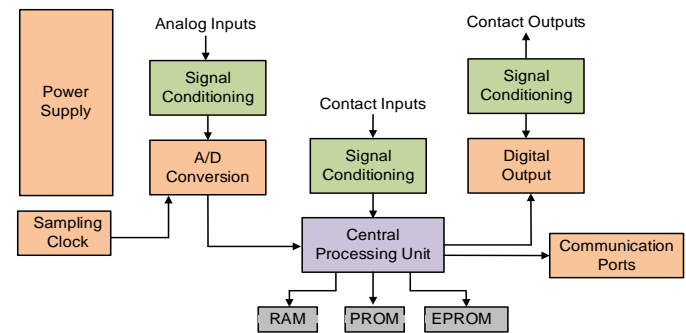 Analog Inputs
Contact Outputs
Power
Supply
Signal
Conditioning
Signal
Conditioning
Contact Inputs
A/D
Conversion
Signal
Conditioning
Digital
Output
Sampling
Clock
Central
Processing Unit
Communication
Ports
RAM
PROM
EPROM